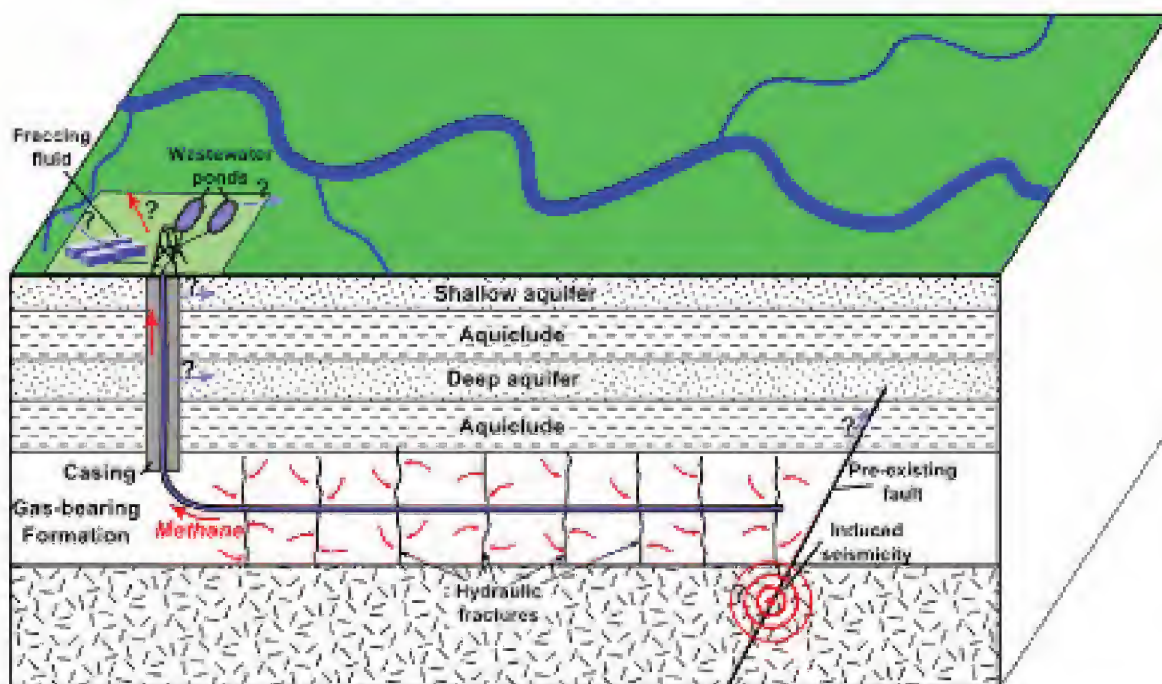 Fraccing
fluid
Wastewater
ponds
?
?
?
Shallow aquifer
?
Aquiclude
?
Deep aquifer
Aquiclude
?
Casing
Pre-existing
fault
Gas-bearing
Formation
Methane
Induced
seismicity
Hydraulic
fractures